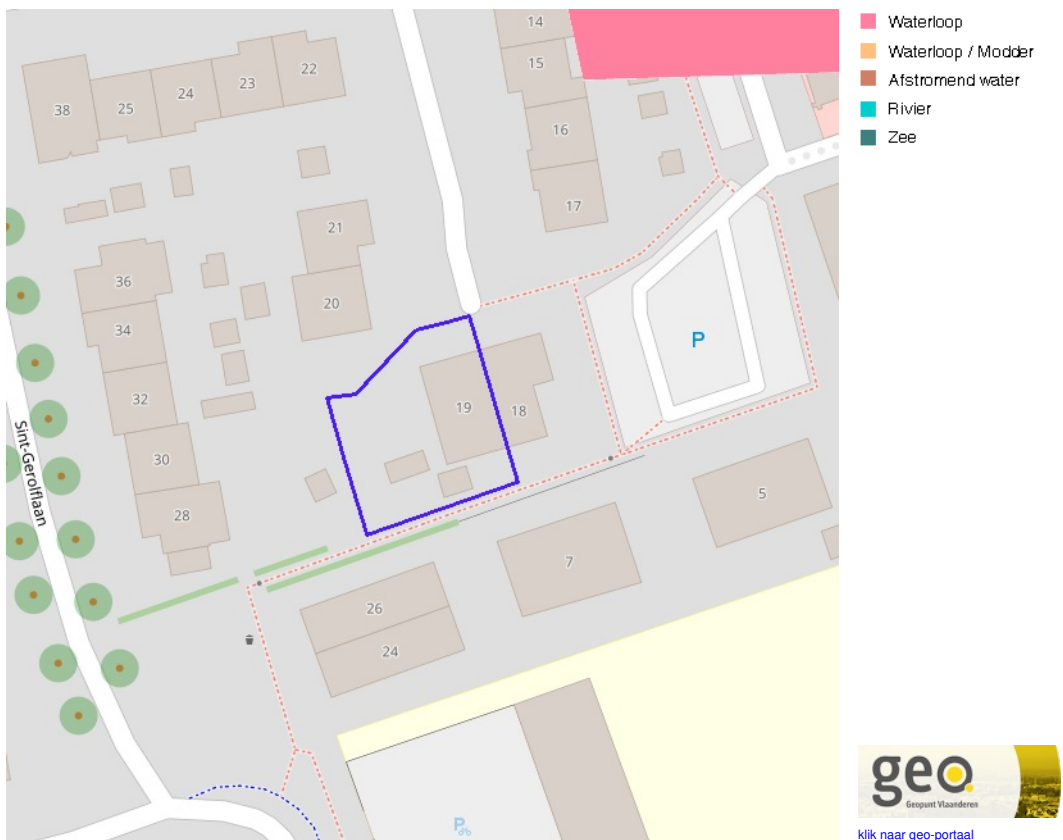 14
15
16
17
22
23
24
25
38
21
20
36
34
32
30
28
19
18
P
5
7
26
24
Sint-Gerolflaan
P
Waterloop
Waterloop / Modder
Afstromend water
Rivier
Zee
geo.
Geopunt Vlaanderen
klik naar geo-portaal